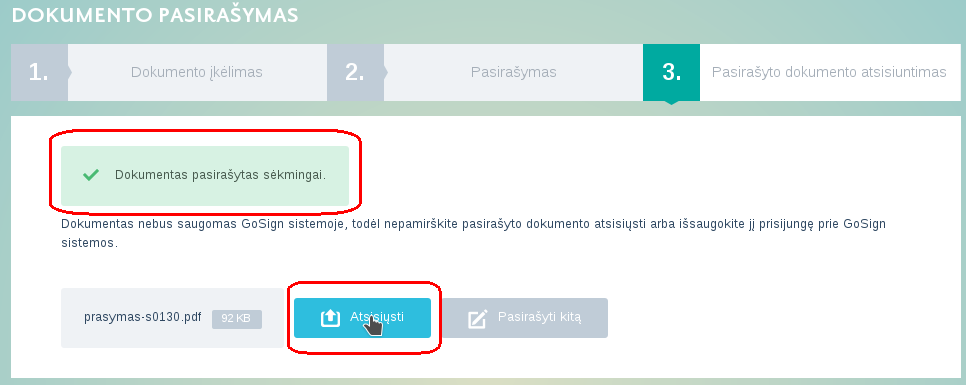 DOKUMENTO PASIRAŠYMAS
1.
Dokumento įkėlimas
2.
Pasirašymas
3.
Pasirašyto dokumento atsisiuntimas
Dokumentas pasirašytas sėkmingai.
Dokumentas nebus saugomas GoSign sistemoje, todėl nepamirškite pasirašyto dokumento atsisiųsti arba išsaugokite jį prisijungę prie GoSign
sistemos.
prasymas-s0130.pdf
92 KB
Atsisiųsti
Pasirašyti kitą